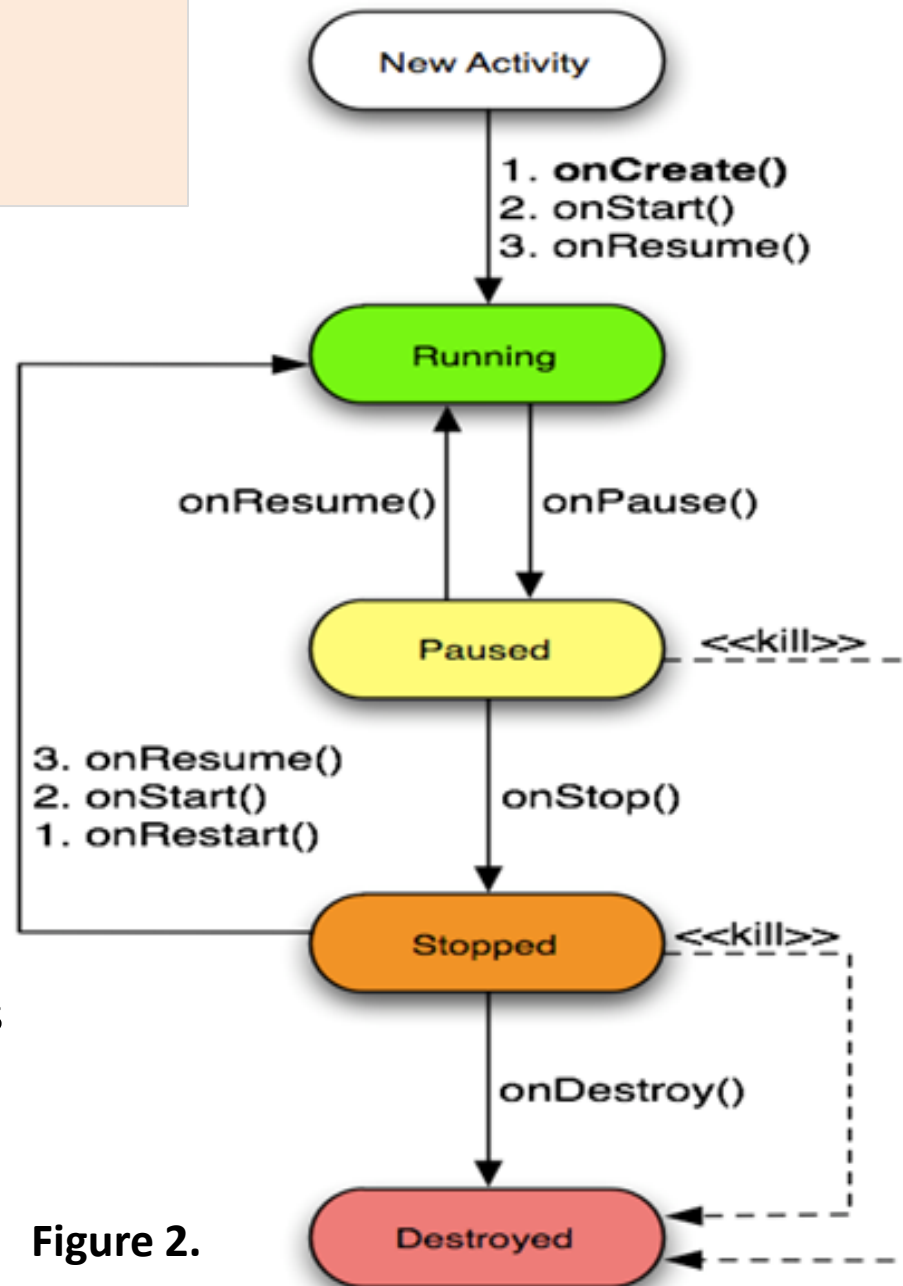 New Activity
1. onCreate()
2. onStart()
3. onResume()
Running
onResume()
onPause()
Paused
<<kill>>
3. onResume()
2. onStart()
1. onRestart()
onStop()
Stopped
<<kill>>
s
onDestroy()
Destroyed
Figure 2.